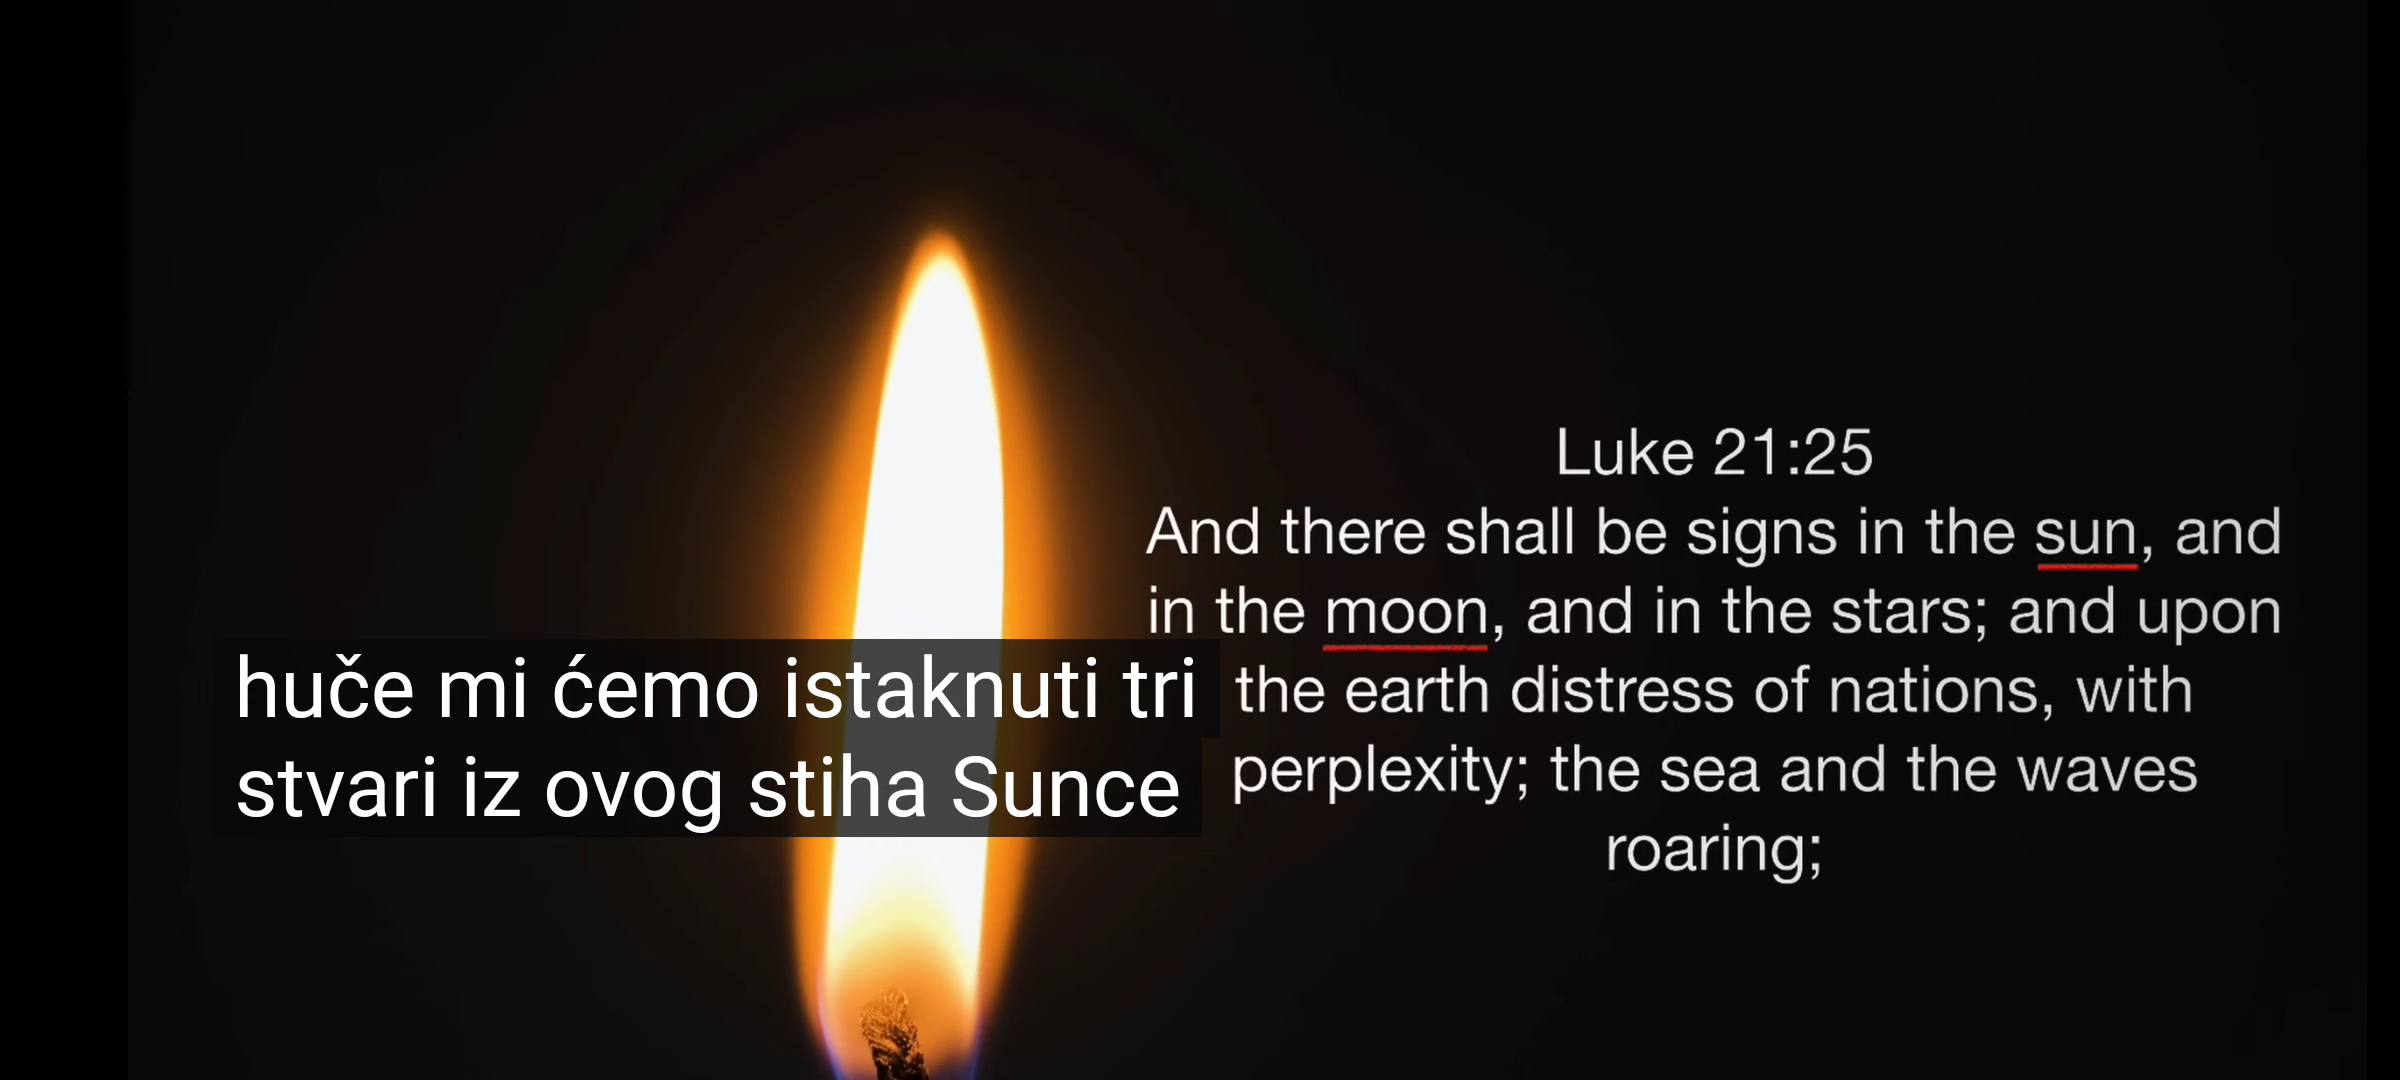 Luke 21:25
And there shall be signs in the sun, and
in the moon, and in the stars; and upon
the earth distress of nations, with
perplexity; the sea and the waves
roaring;
huče mi ćemo istaknuti tri
stvari iz ovog stiha Sunce